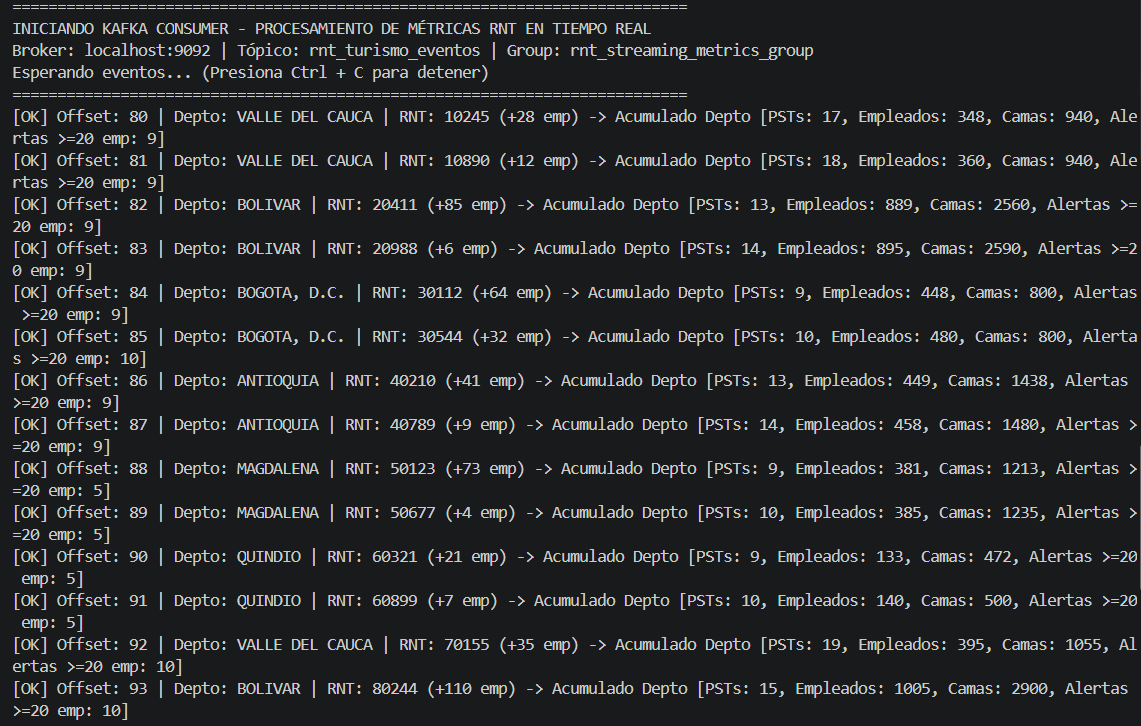 ===========================================================================
INICIANDO KAFKA CONSUMER - PROCESAMIENTO DE MÉTRICAS RNT EN TIEMPO REAL
Broker: localhost:9092 | Tópico: rnt_turismo_eventos | Group: rnt_streaming_metrics_group
Esperando eventos... (Presiona Ctrl + C para detener)
===========================================================================
[OK] Offset: 80 | Depto: VALLE DEL CAUCA | RNT: 10245 (+28 emp) -> Acumulado Depto [PSTs: 17, Empleados: 348, Camas: 940, Ale
rtas >=20 emp: 9]
[OK] Offset: 81 | Depto: VALLE DEL CAUCA | RNT: 10890 (+12 emp) -> Acumulado Depto [PSTs: 18, Empleados: 360, Camas: 940, Ale
rtas >=20 emp: 9]
[OK] Offset: 82 | Depto: BOLIVAR | RNT: 20411 (+85 emp) -> Acumulado Depto [PSTs: 13, Empleados: 889, Camas: 2560, Alertas >=
20 emp: 9]
[OK] Offset: 83 | Depto: BOLIVAR | RNT: 20988 (+6 emp) -> Acumulado Depto [PSTs: 14, Empleados: 895, Camas: 2590, Alertas >=2
0 emp: 9]
[OK] Offset: 84 | Depto: BOGOTA, D.C. | RNT: 30112 (+64 emp) -> Acumulado Depto [PSTs: 9, Empleados: 448, Camas: 800, Alertas
 >=20 emp: 9]
[OK] Offset: 85 | Depto: BOGOTA, D.C. | RNT: 30544 (+32 emp) -> Acumulado Depto [PSTs: 10, Empleados: 480, Camas: 800, Alerta
s >=20 emp: 10]
[OK] Offset: 86 | Depto: ANTIOQUIA | RNT: 40210 (+41 emp) -> Acumulado Depto [PSTs: 13, Empleados: 449, Camas: 1438, Alertas
>=20 emp: 9]
[OK] Offset: 87 | Depto: ANTIOQUIA | RNT: 40789 (+9 emp) -> Acumulado Depto [PSTs: 14, Empleados: 458, Camas: 1480, Alertas >
=20 emp: 9]
[OK] Offset: 88 | Depto: MAGDALENA | RNT: 50123 (+73 emp) -> Acumulado Depto [PSTs: 9, Empleados: 381, Camas: 1213, Alertas >
=20 emp: 5]
[OK] Offset: 89 | Depto: MAGDALENA | RNT: 50677 (+4 emp) -> Acumulado Depto [PSTs: 10, Empleados: 385, Camas: 1235, Alertas >
=20 emp: 5]
[OK] Offset: 90 | Depto: QUINDIO | RNT: 60321 (+21 emp) -> Acumulado Depto [PSTs: 9, Empleados: 133, Camas: 472, Alertas >=20
 emp: 5]
[OK] Offset: 91 | Depto: QUINDIO | RNT: 60899 (+7 emp) -> Acumulado Depto [PSTs: 10, Empleados: 140, Camas: 500, Alertas >=20
 emp: 5]
[OK] Offset: 92 | Depto: VALLE DEL CAUCA | RNT: 70155 (+35 emp) -> Acumulado Depto [PSTs: 19, Empleados: 395, Camas: 1055, Al
ertas >=20 emp: 10]
[OK] Offset: 93 | Depto: BOLIVAR | RNT: 80244 (+110 emp) -> Acumulado Depto [PSTs: 15, Empleados: 1005, Camas: 2900, Alertas
>=20 emp: 10]